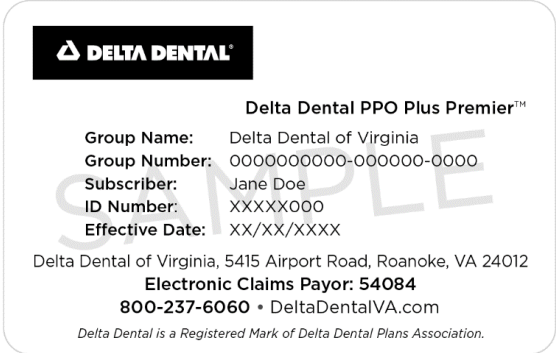 DELTA DENTAL®
Delta Dental PPO Plus Premier™
Group Name: Delta Dental of Virginia
Group Number: 0000000000-000000-0000
Subscriber: Jane Doe
ID Number: XXXXX000
Effective Date: XX/XX/XXXX
SAMPLE
Delta Dental of Virginia, 5415 Airport Road, Roanoke, VA 24012
Electronic Claims Payor: 54084
800-237-6060 • DeltaDentalVA.com
Delta Dental is a Registered Mark of Delta Dental Plans Association.